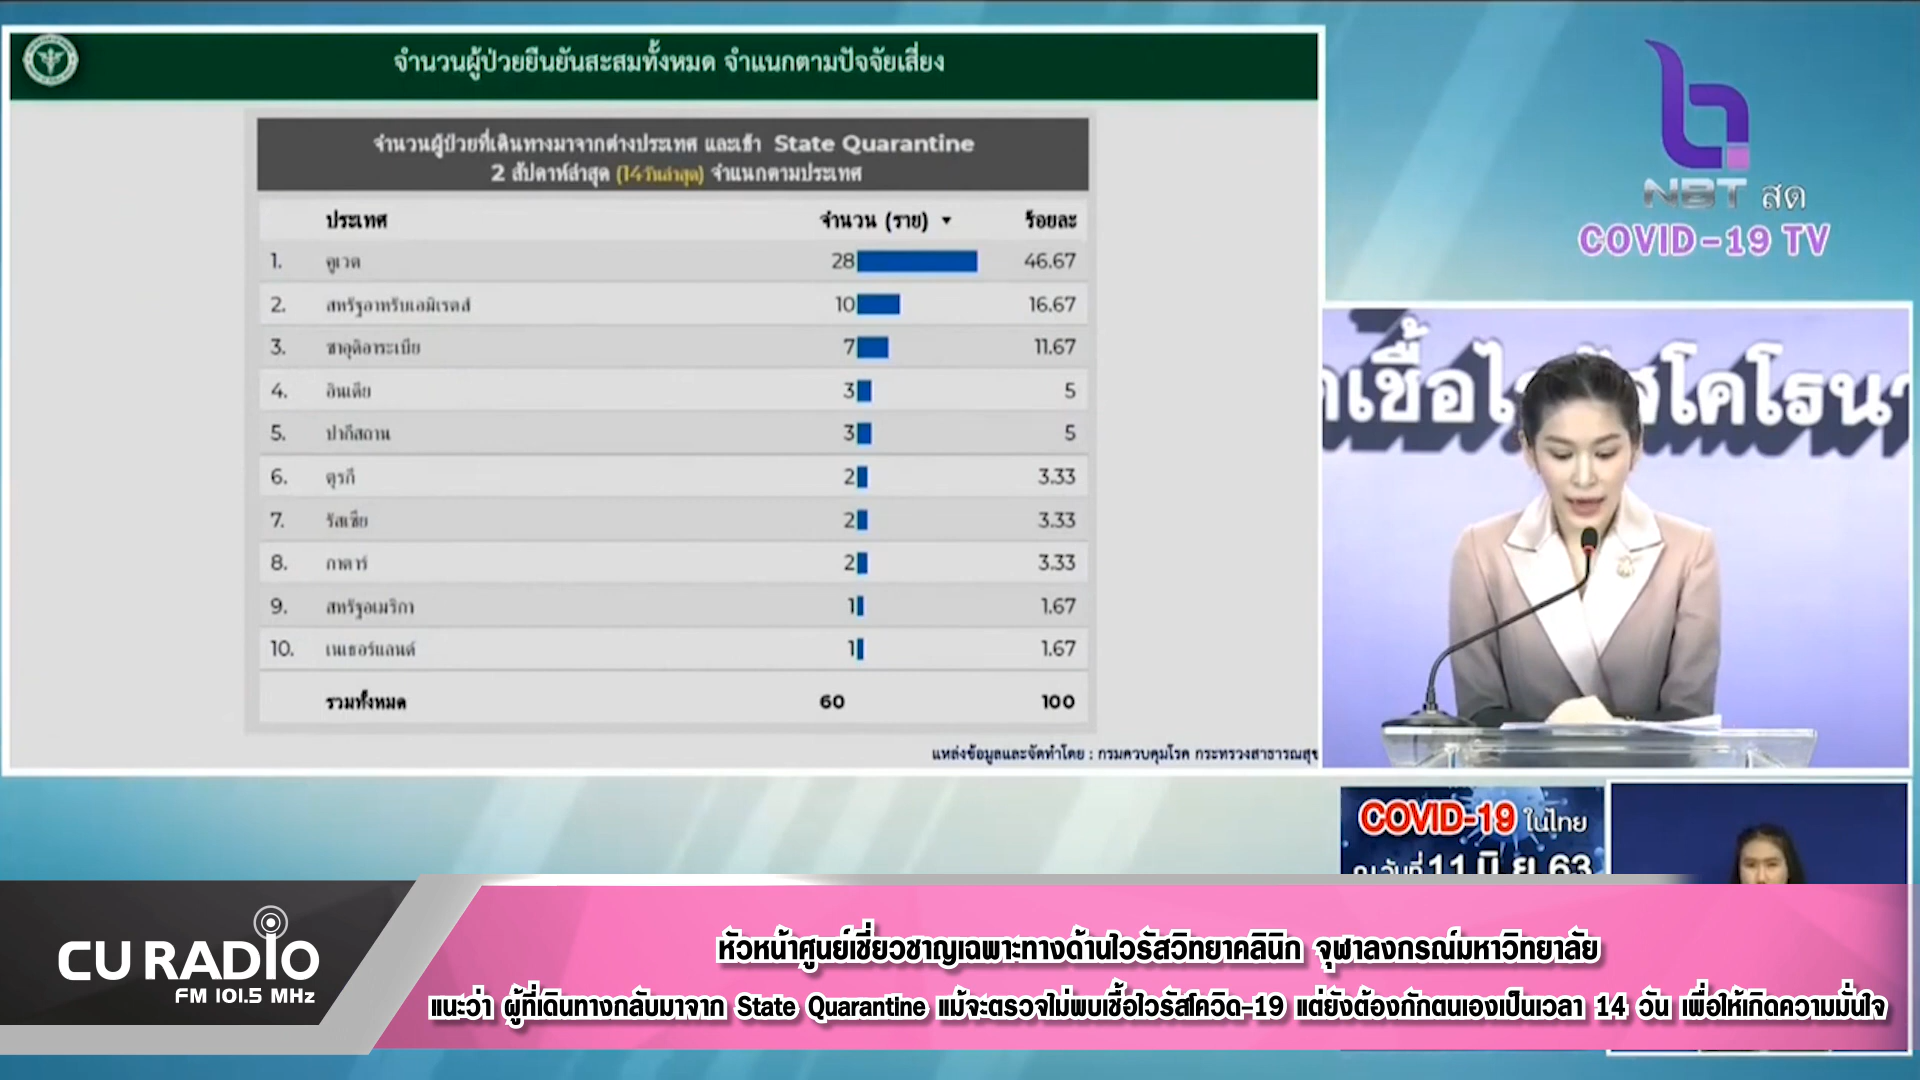 จำนวนผู้ป่วยยืนยันสะสมทั้งหมด จำแนกตามปัจจัยเสี่ยง
จำนวนผู้ป่วยที่เดินทางมาจากต่างประเทศ และเข้า State Quarantine
2 สัปดาห์ล่าสุด (14วันล่าสุด) จำแนกตามประเทศ
ประเทศ จำนวน (ราย) ร้อยละ
1. คูเวต 28 46.67
2. สหรัฐอาหรับเอมิเรตส์ 10 16.67
3. ซาอุดิอาระเบีย 7 11.67
4. อินเดีย 3 5
5. ปากีสถาน 3 5
6. ตุรกี 2 3.33
7. รัสเซีย 2 3.33
8. กาตาร์ 2 3.33
9. สหรัฐอเมริกา 1 1.67
10. เนเธอร์แลนด์ 1 1.67
รวมทั้งหมด 60 100
แหล่งข้อมูลและจัดทำโดย : กรมควบคุมโรค กระทรวงสาธารณสุข
NBT สด
COVID-19 TV
เชื้อไวรัสโคโรนา
COVID-19 ในไทย
ณ วันที่ 11 มิ.ย. 63
CU RADIO
FM 101.5 MHz
หัวหน้าศูนย์เชี่ยวชาญเฉพาะทางด้านไวรัสวิทยาคลินิก จุฬาลงกรณ์มหาวิทยาลัย
แนะว่า ผู้ที่เดินทางกลับมาจาก State Quarantine แม้จะตรวจไม่พบเชื้อไวรัสโควิด-19 แต่ยังต้องกักตนเองเป็นเวลา 14 วัน เพื่อให้เกิดความมั่นใจ